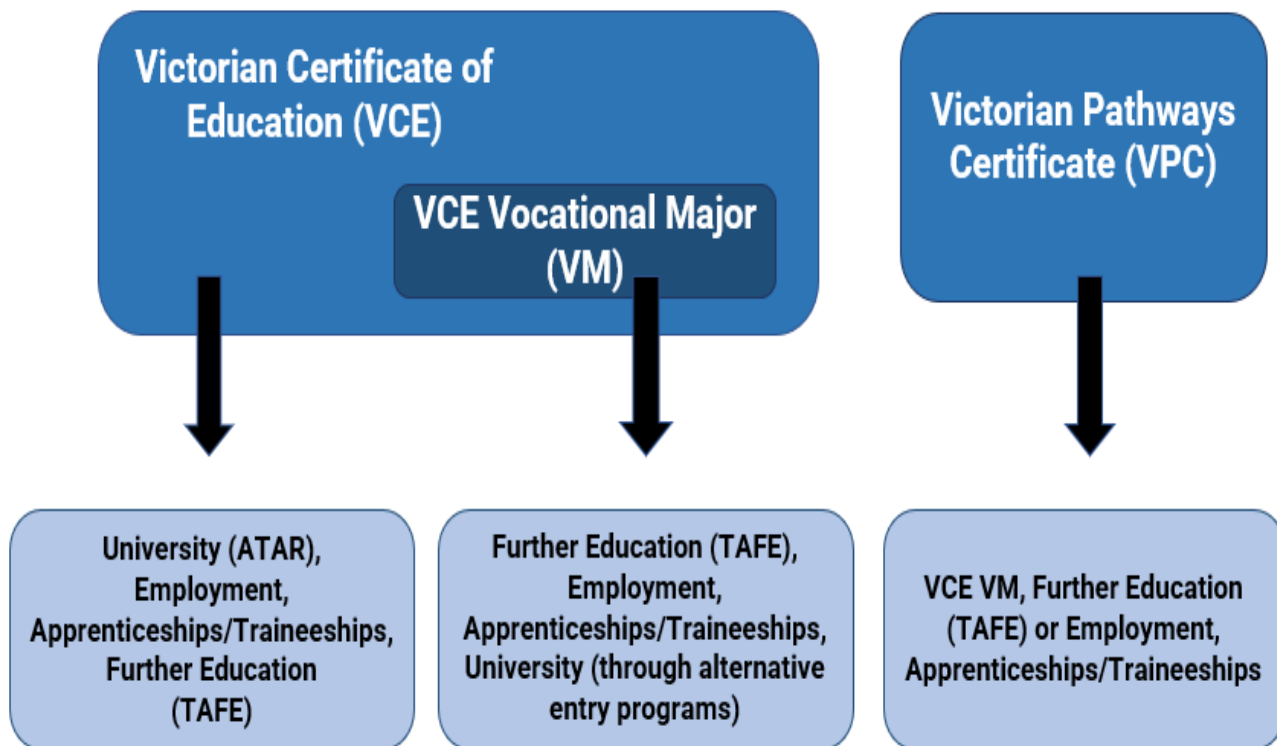 Victorian Certificate of
Education (VCE)
VCE Vocational Major
(VM)
Victorian Pathways
Certificate (VPC)
University (ATAR),
Employment,
Apprenticeships/Traineeships,
Further Education
(TAFE)
Further Education (TAFE),
Employment,
Apprenticeships/Traineeships,
University (through alternative
entry programs)
VCE VM, Further Education
(TAFE) or Employment,
Apprenticeships/Traineeships